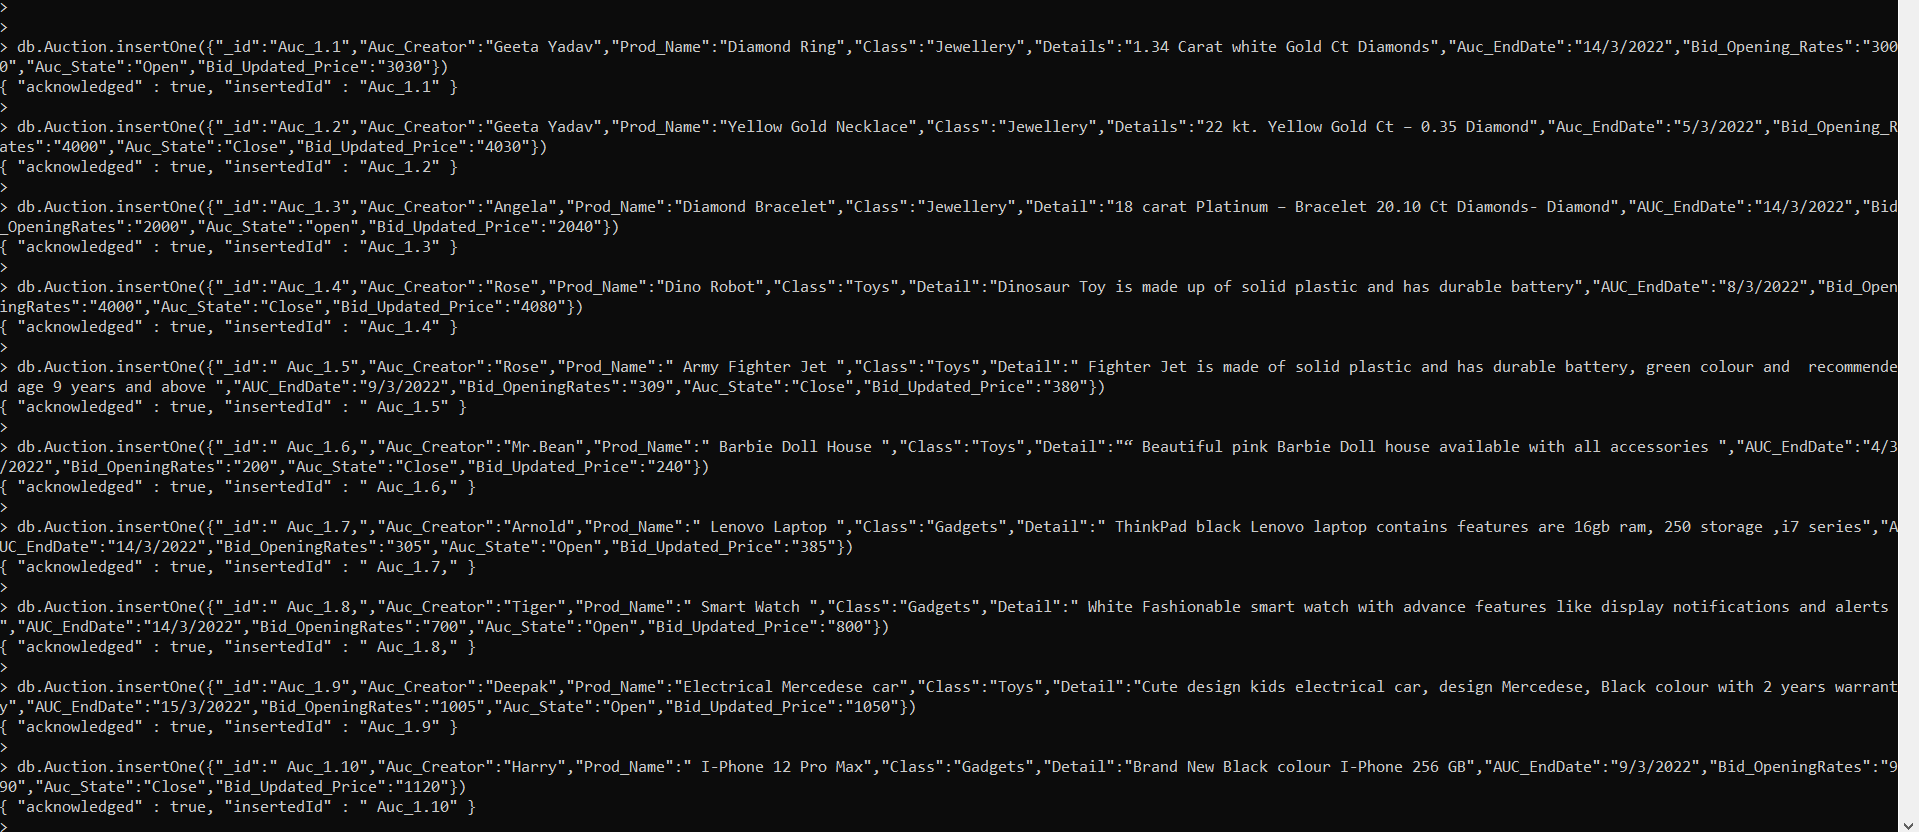 >
>
> db.Auction.insertOne({"_id":"Auc_1.1","Auc_Creator":"Geeta Yadav","Prod_Name":"Diamond Ring","Class":"Jewellery","Details":"1.34 Carat white Gold Ct Diamonds","Auc_EndDate":"14/3/2022","Bid_Opening_Rates":"300
0","Auc_State":"Open","Bid_Updated_Price":"3030"})
{ "acknowledged" : true, "insertedId" : "Auc_1.1" }
>
> db.Auction.insertOne({"_id":"Auc_1.2","Auc_Creator":"Geeta Yadav","Prod_Name":"Yellow Gold Necklace","Class":"Jewellery","Details":"22 kt. Yellow Gold Ct – 0.35 Diamond","Auc_EndDate":"5/3/2022","Bid_Opening_R
ates":"4000","Auc_State":"Close","Bid_Updated_Price":"4030"})
{ "acknowledged" : true, "insertedId" : "Auc_1.2" }
>
> db.Auction.insertOne({"_id":"Auc_1.3","Auc_Creator":"Angela","Prod_Name":"Diamond Bracelet","Class":"Jewellery","Detail":"18 carat Platinum – Bracelet 20.10 Ct Diamonds- Diamond","AUC_EndDate":"14/3/2022","Bid
_OpeningRates":"2000","Auc_State":"open","Bid_Updated_Price":"2040"})
{ "acknowledged" : true, "insertedId" : "Auc_1.3" }
>
> db.Auction.insertOne({"_id":"Auc_1.4","Auc_Creator":"Rose","Prod_Name":"Dino Robot","Class":"Toys","Detail":"Dinosaur Toy is made up of solid plastic and has durable battery","AUC_EndDate":"8/3/2022","Bid_Open
ingRates":"4000","Auc_State":"Close","Bid_Updated_Price":"4080"})
{ "acknowledged" : true, "insertedId" : "Auc_1.4" }
>
> db.Auction.insertOne({"_id":" Auc_1.5","Auc_Creator":"Rose","Prod_Name":" Army Fighter Jet ","Class":"Toys","Detail":" Fighter Jet is made of solid plastic and has durable battery, green colour and  recommende
d age 9 years and above ","AUC_EndDate":"9/3/2022","Bid_OpeningRates":"309","Auc_State":"Close","Bid_Updated_Price":"380"})
{ "acknowledged" : true, "insertedId" : " Auc_1.5" }
>
> db.Auction.insertOne({"_id":" Auc_1.6,","Auc_Creator":"Mr.Bean","Prod_Name":" Barbie Doll House ","Class":"Toys","Detail":"“ Beautiful pink Barbie Doll house available with all accessories ","AUC_EndDate":"4/3
/2022","Bid_OpeningRates":"200","Auc_State":"Close","Bid_Updated_Price":"240"})
{ "acknowledged" : true, "insertedId" : " Auc_1.6," }
>
> db.Auction.insertOne({"_id":" Auc_1.7,","Auc_Creator":"Arnold","Prod_Name":" Lenovo Laptop ","Class":"Gadgets","Detail":" ThinkPad black Lenovo laptop contains features are 16gb ram, 250 storage ,i7 series","A
UC_EndDate":"14/3/2022","Bid_OpeningRates":"305","Auc_State":"Open","Bid_Updated_Price":"385"})
{ "acknowledged" : true, "insertedId" : " Auc_1.7," }
>
> db.Auction.insertOne({"_id":" Auc_1.8,","Auc_Creator":"Tiger","Prod_Name":" Smart Watch ","Class":"Gadgets","Detail":" White Fashionable smart watch with advance features like display notifications and alerts
","AUC_EndDate":"14/3/2022","Bid_OpeningRates":"700","Auc_State":"Open","Bid_Updated_Price":"800"})
{ "acknowledged" : true, "insertedId" : " Auc_1.8," }
>
> db.Auction.insertOne({"_id":"Auc_1.9","Auc_Creator":"Deepak","Prod_Name":"Electrical Mercedese car","Class":"Toys","Detail":"Cute design kids electrical car, design Mercedese, Black colour with 2 years warrant
y","AUC_EndDate":"15/3/2022","Bid_OpeningRates":"1005","Auc_State":"Open","Bid_Updated_Price":"1050"})
{ "acknowledged" : true, "insertedId" : "Auc_1.9" }
>
> db.Auction.insertOne({"_id":" Auc_1.10","Auc_Creator":"Harry","Prod_Name":" I-Phone 12 Pro Max","Class":"Gadgets","Detail":"Brand New Black colour I-Phone 256 GB","AUC_EndDate":"9/3/2022","Bid_OpeningRates":"9
90","Auc_State":"Close","Bid_Updated_Price":"1120"})
{ "acknowledged" : true, "insertedId" : " Auc_1.10" }
>